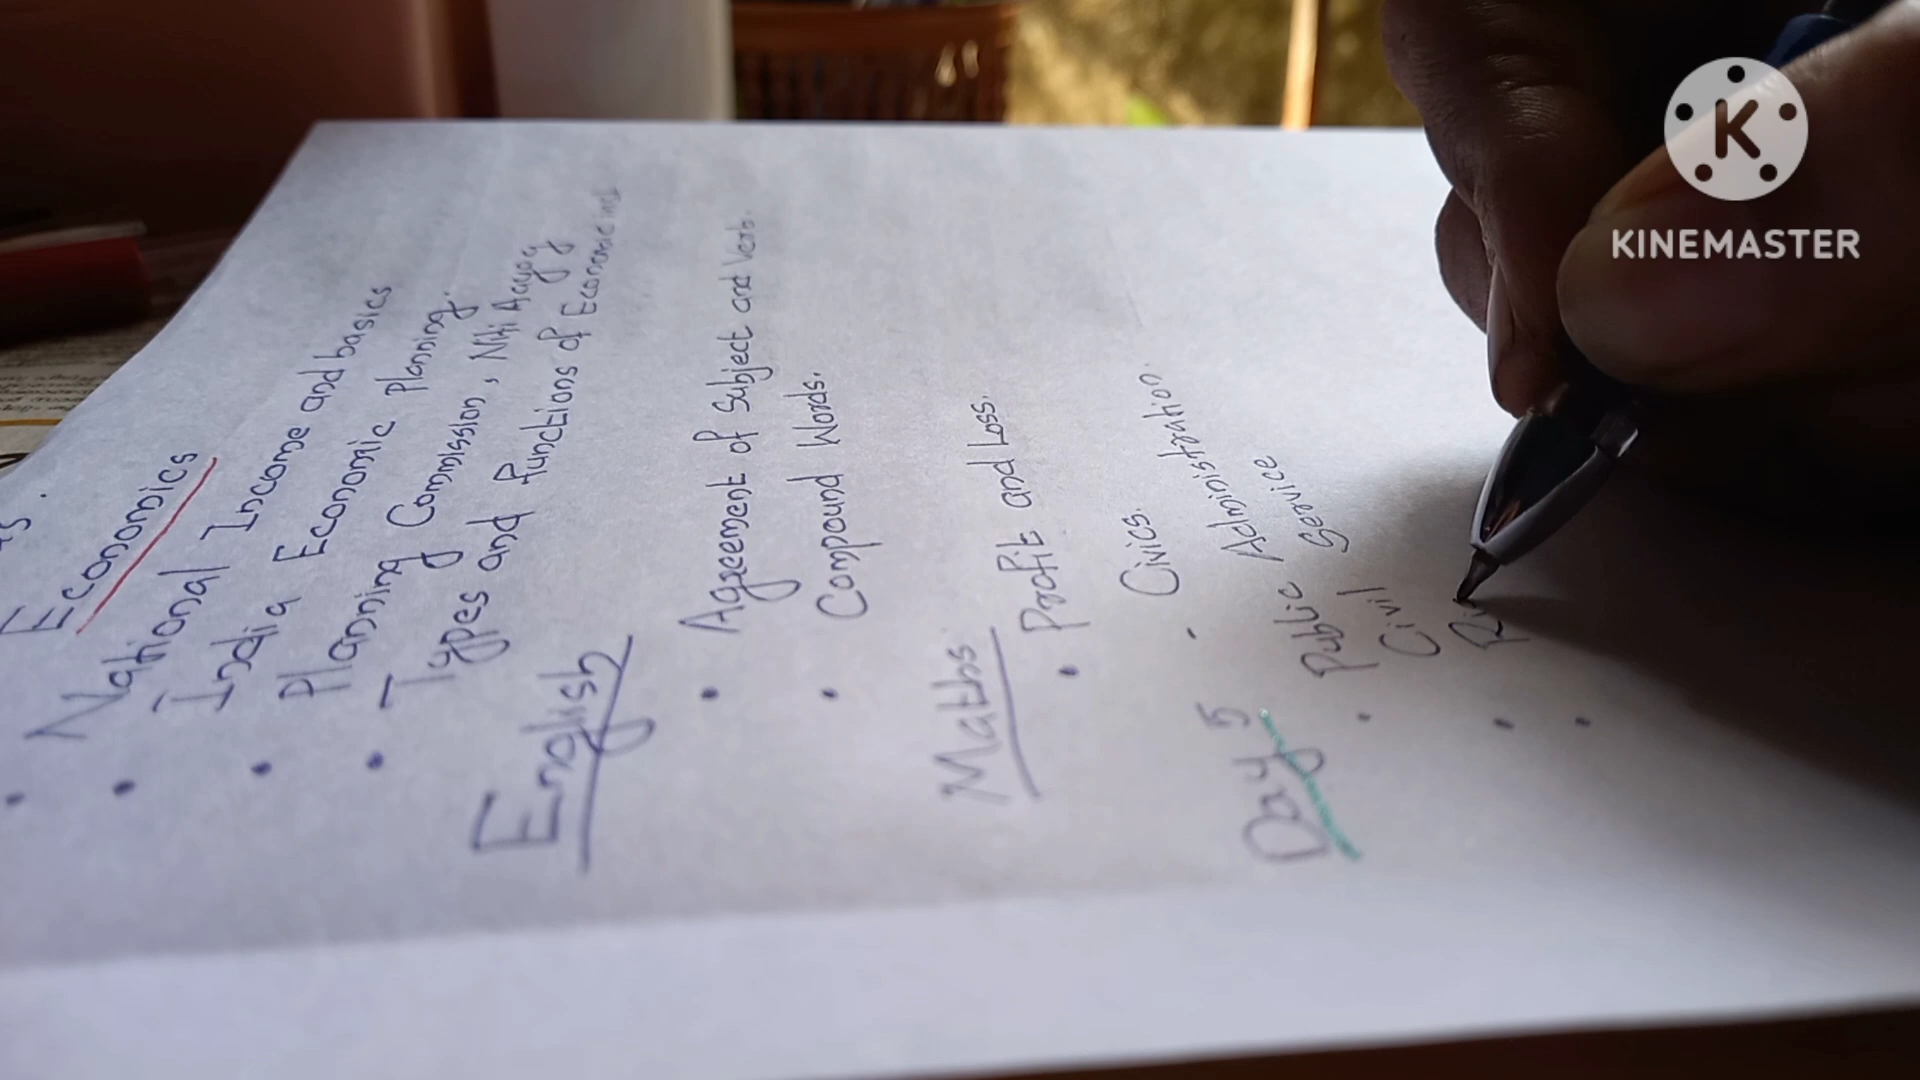 Economics
• National Income and basics
• India Economic Planning.
• Planning Commission, Niti Aayog
• Types and Functions of Economic
English
• Agreement of Subject and Verb.
• Compound Words.
Maths
• Profit and Loss.
Day 5 • Civics.
• Public Administration.
• Civil Service
•
K
KINEMASTER